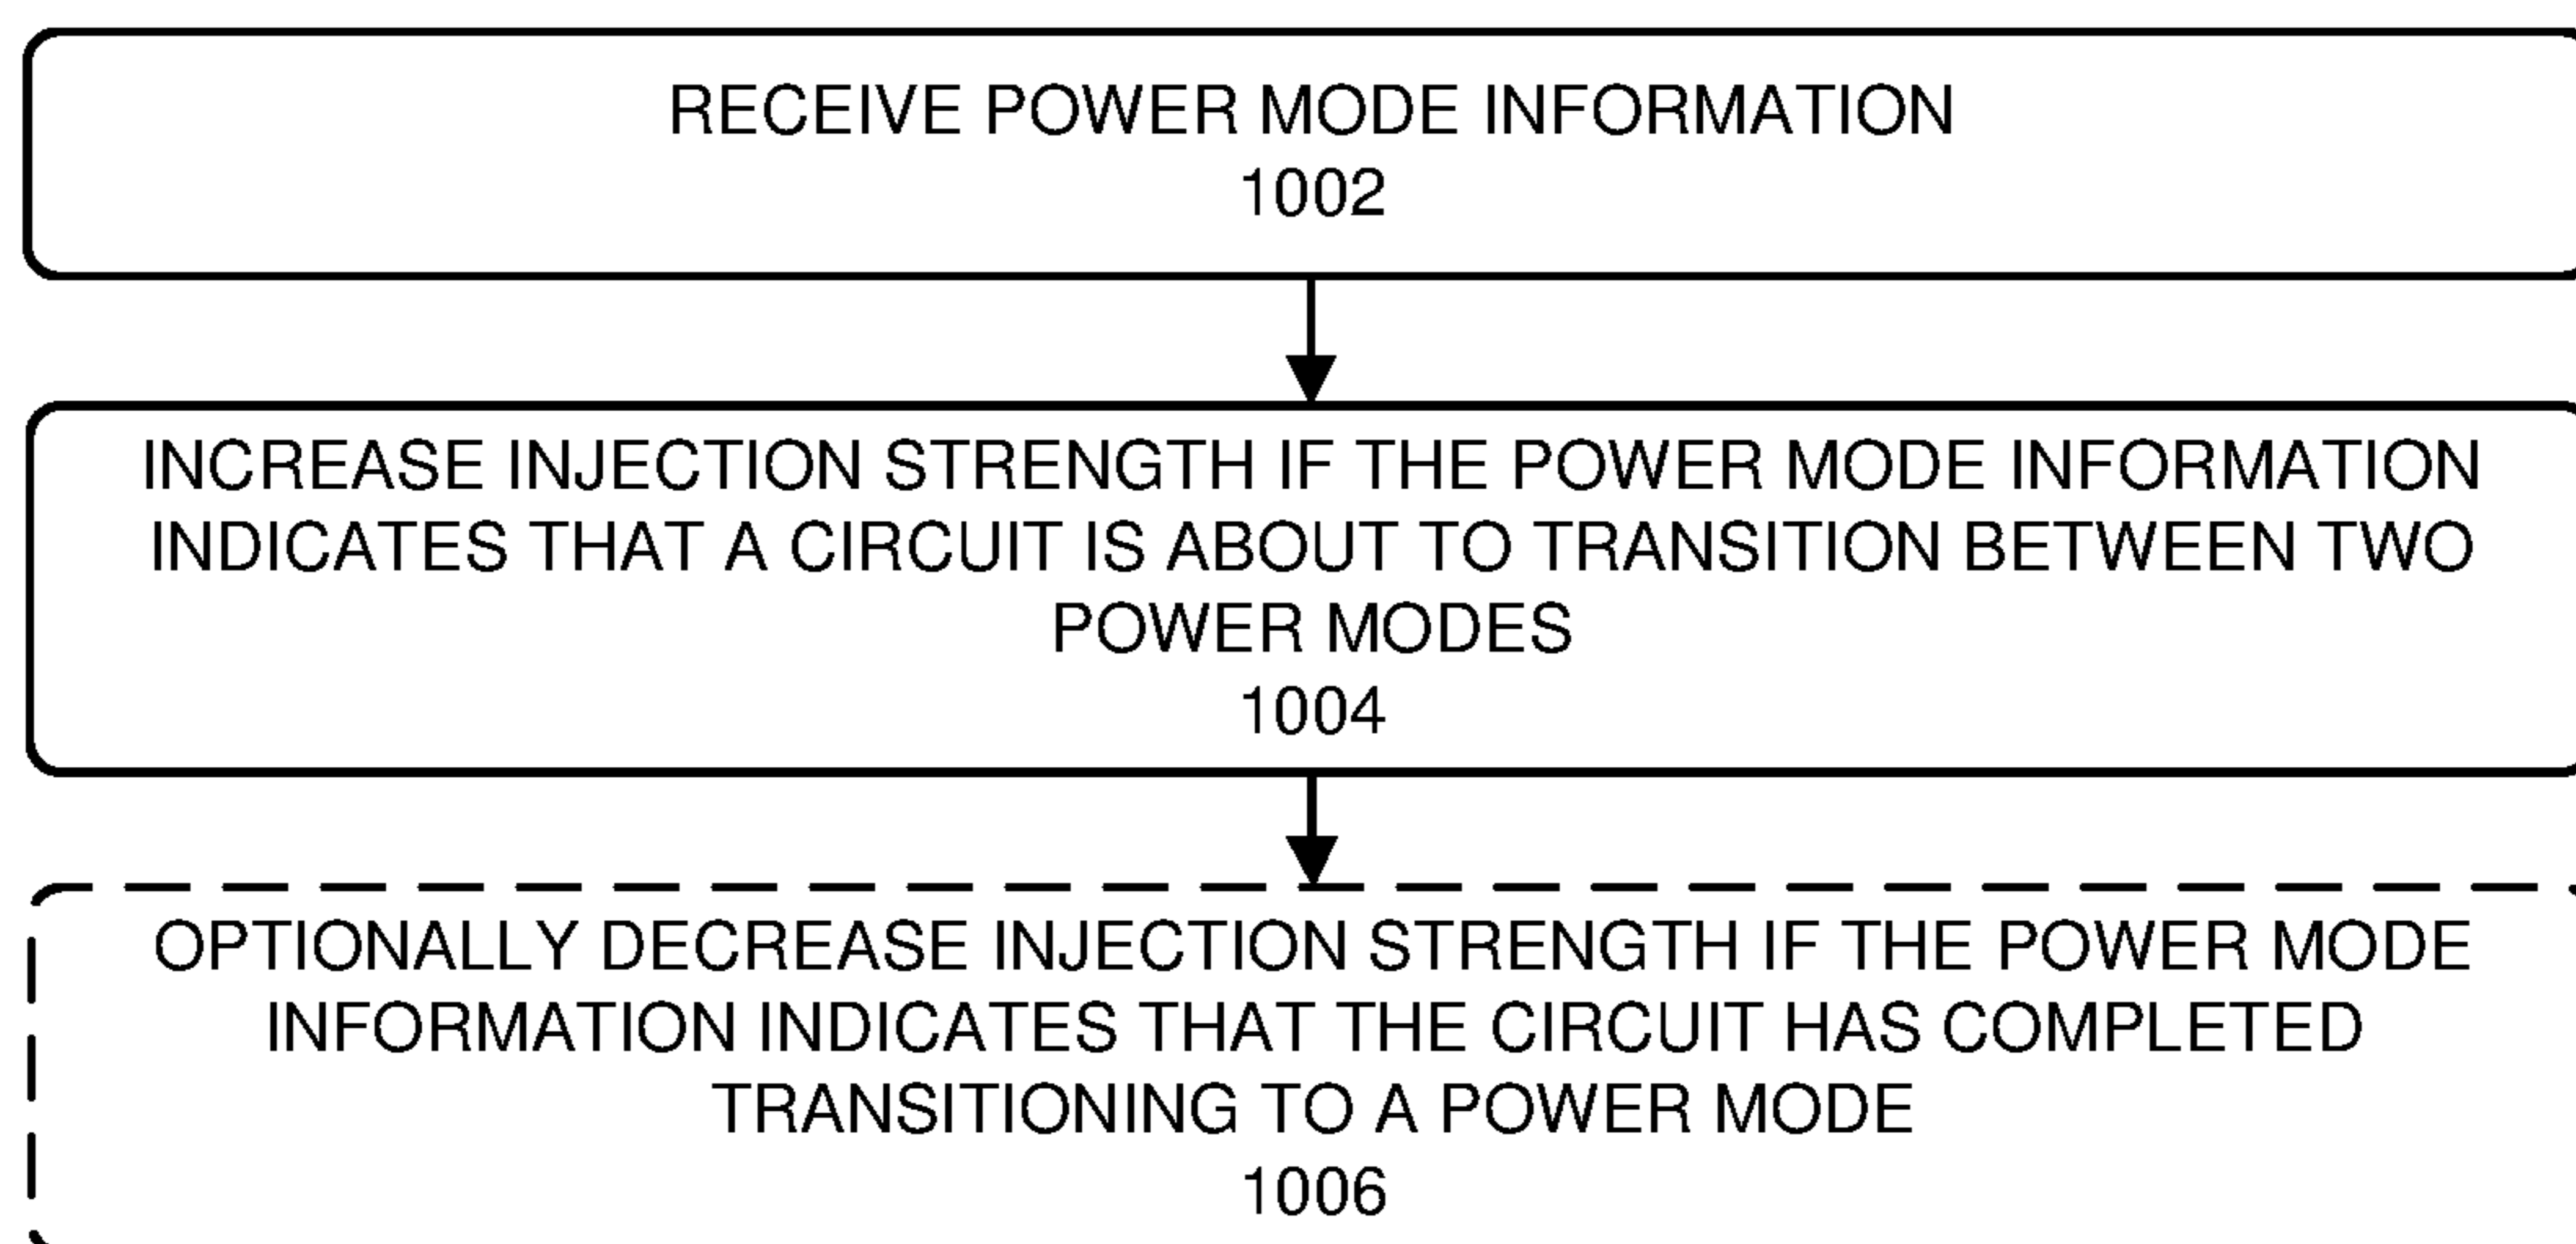 RECEIVE POWER MODE INFORMATION
1002
INCREASE INJECTION STRENGTH IF THE POWER MODE INFORMATION
INDICATES THAT A CIRCUIT IS ABOUT TO TRANSITION BETWEEN TWO
POWER MODES
1004
OPTIONALLY DECREASE INJECTION STRENGTH IF THE POWER MODE
INFORMATION INDICATES THAT THE CIRCUIT HAS COMPLETED
TRANSITIONING TO A POWER MODE
1006